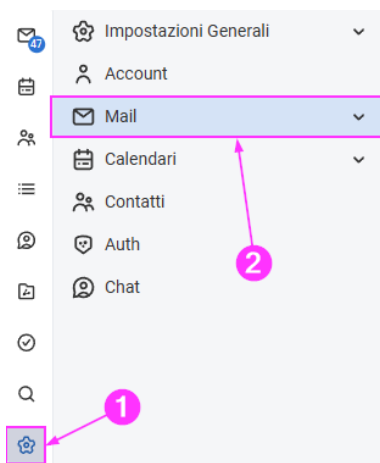 47
Impostazioni Generali
Account
Mail
Calendari
Contatti
Auth
2
Chat
1